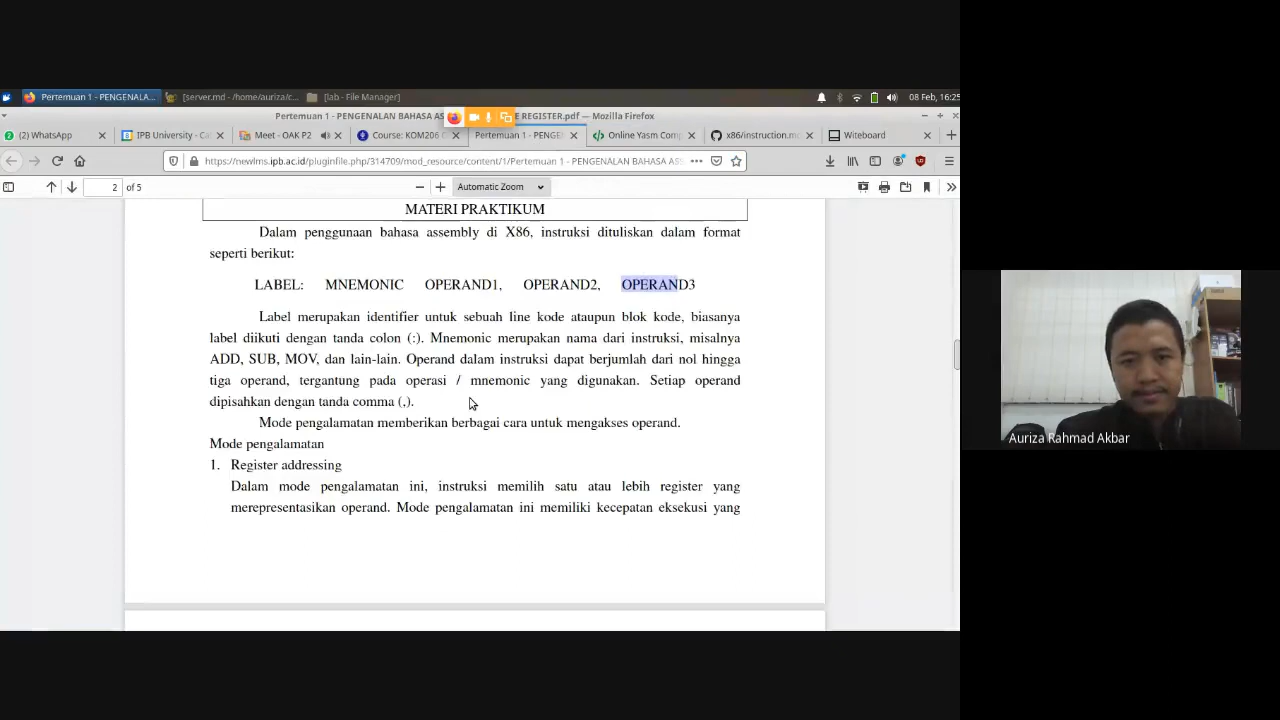 Pertemuan 1 - PENGENALA...
[server.md - /home/auriza/c...
[lab - File Manager]
08 Feb, 16:25
Pertemuan 1 - PENGENALAN BAHASA AS
E REGISTER.pdf — Mozilla Firefox
(2) WhatsApp
IPB University - Ca
Meet - OAK P2
Course: KOM206 C
Pertemuan 1 - PENGE
Online Yasm Comp
x86/instruction.mo
Witeboard
https://newlms.ipb.ac.id/pluginfile.php/314709/mod_resource/content/1/Pertemuan 1 - PENGENALAN BAHASA ASS
2 of 5
Automatic Zoom
MATERI PRAKTIKUM
Dalam penggunaan bahasa assembly di X86, instruksi dituliskan dalam format
seperti berikut:
LABEL: MNEMONIC OPERAND1, OPERAND2, OPERAND3
Label merupakan identifier untuk sebuah line kode ataupun blok kode, biasanya
label diikuti dengan tanda colon (:). Mnemonic merupakan nama dari instruksi, misalnya
ADD, SUB, MOV, dan lain-lain. Operand dalam instruksi dapat berjumlah dari nol hingga
tiga operand, tergantung pada operasi / mnemonic yang digunakan. Setiap operand
dipisahkan dengan tanda comma (,).
Mode pengalamatan memberikan berbagai cara untuk mengakses operand.
Mode pengalamatan
1. Register addressing
Dalam mode pengalamatan ini, instruksi memilih satu atau lebih register yang
merepresentasikan operand. Mode pengalamatan ini memiliki kecepatan eksekusi yang
Auriza Rahmad Akbar